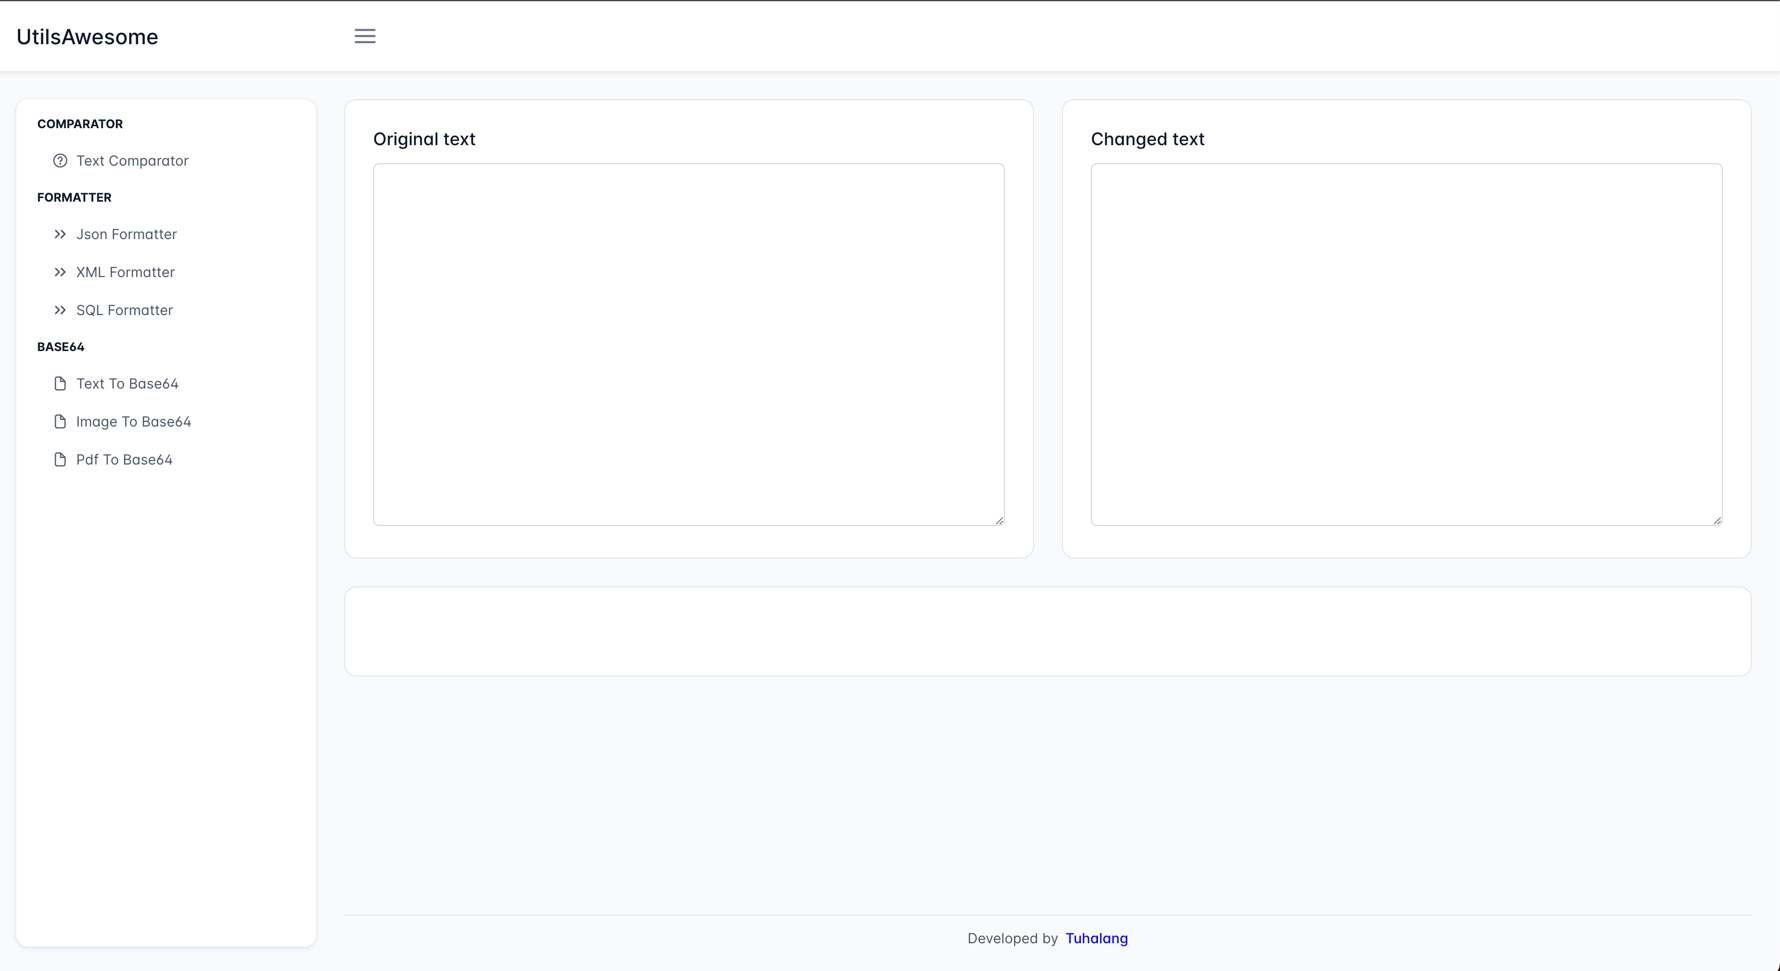 UtilsAwesome
COMPARATOR
Text Comparator
FORMATTER
Json Formatter
XML Formatter
SQL Formatter
BASE64
Text To Base64
Image To Base64
Pdf To Base64
Original text
Changed text
Developed by Tuhalang